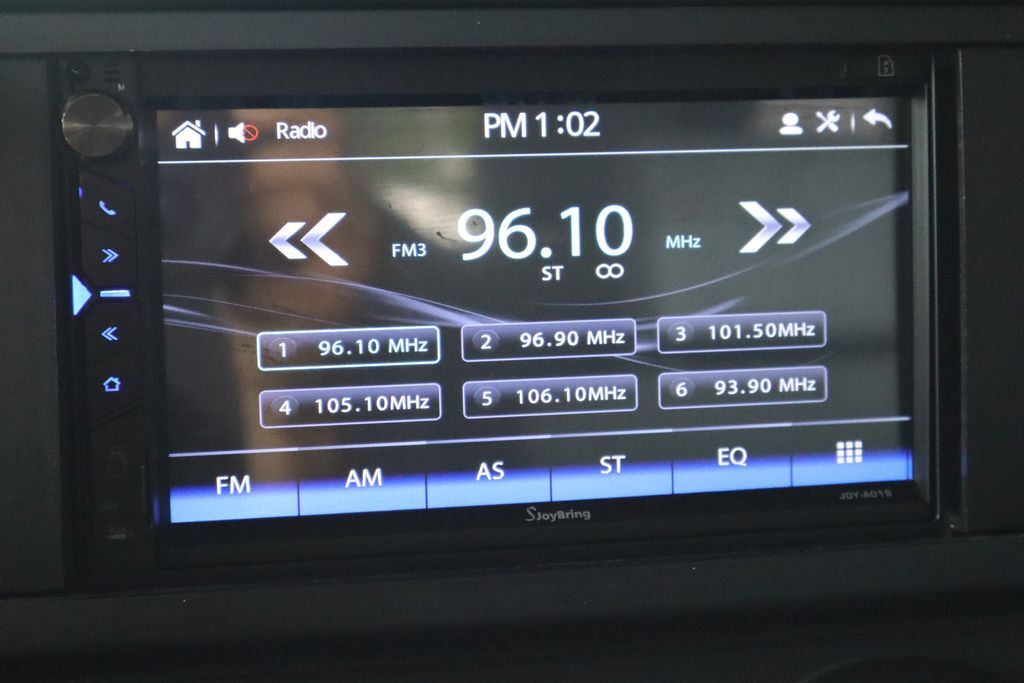 M
Radio
PM 1:02
FM3
96.10
MHz
ST
1 96.10 MHz
2 96.90 MHz
3 101.50MHz
4 105.10MHz
5 106.10MHz
6 93.90 MHz
FM
AM
AS
ST
EQ
JDY-A019
SJoyBring